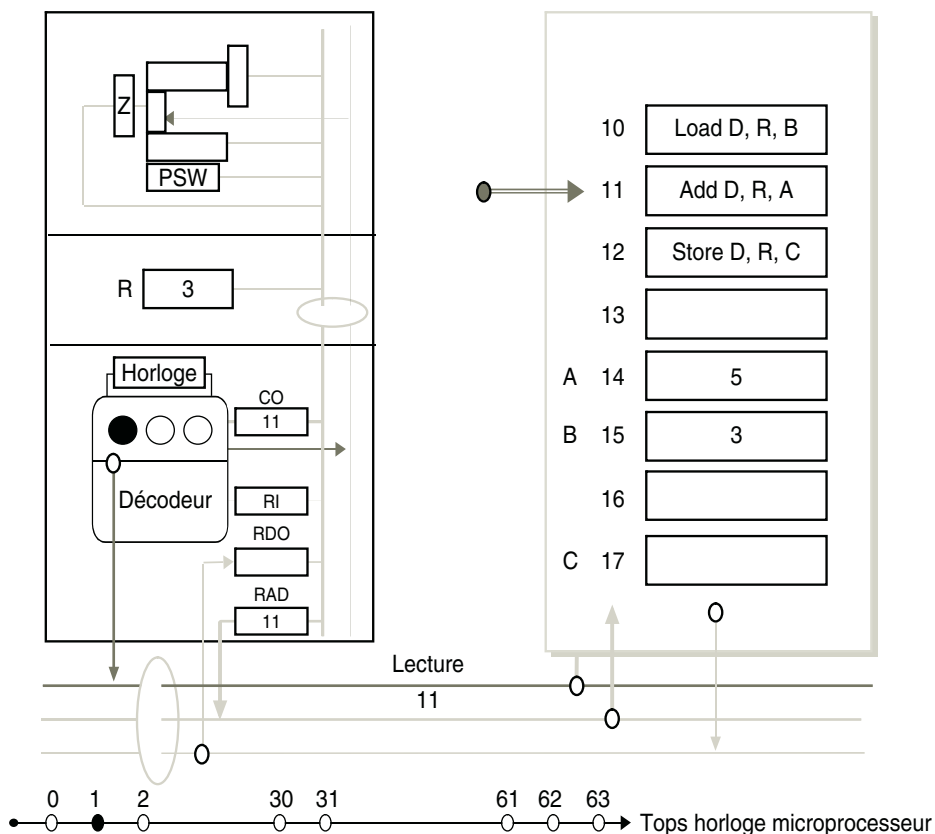 Z
PSW
R 3
Horloge
CO
11
Décodeur
RI
RDO
RAD
11
10 Load D, R, B
11 Add D, R, A
12 Store D, R, C
13
A 14 5
B 15 3
16
C 17
Lecture
11
0 1 2 30 31 61 62 63
Tops horloge microprocesseur